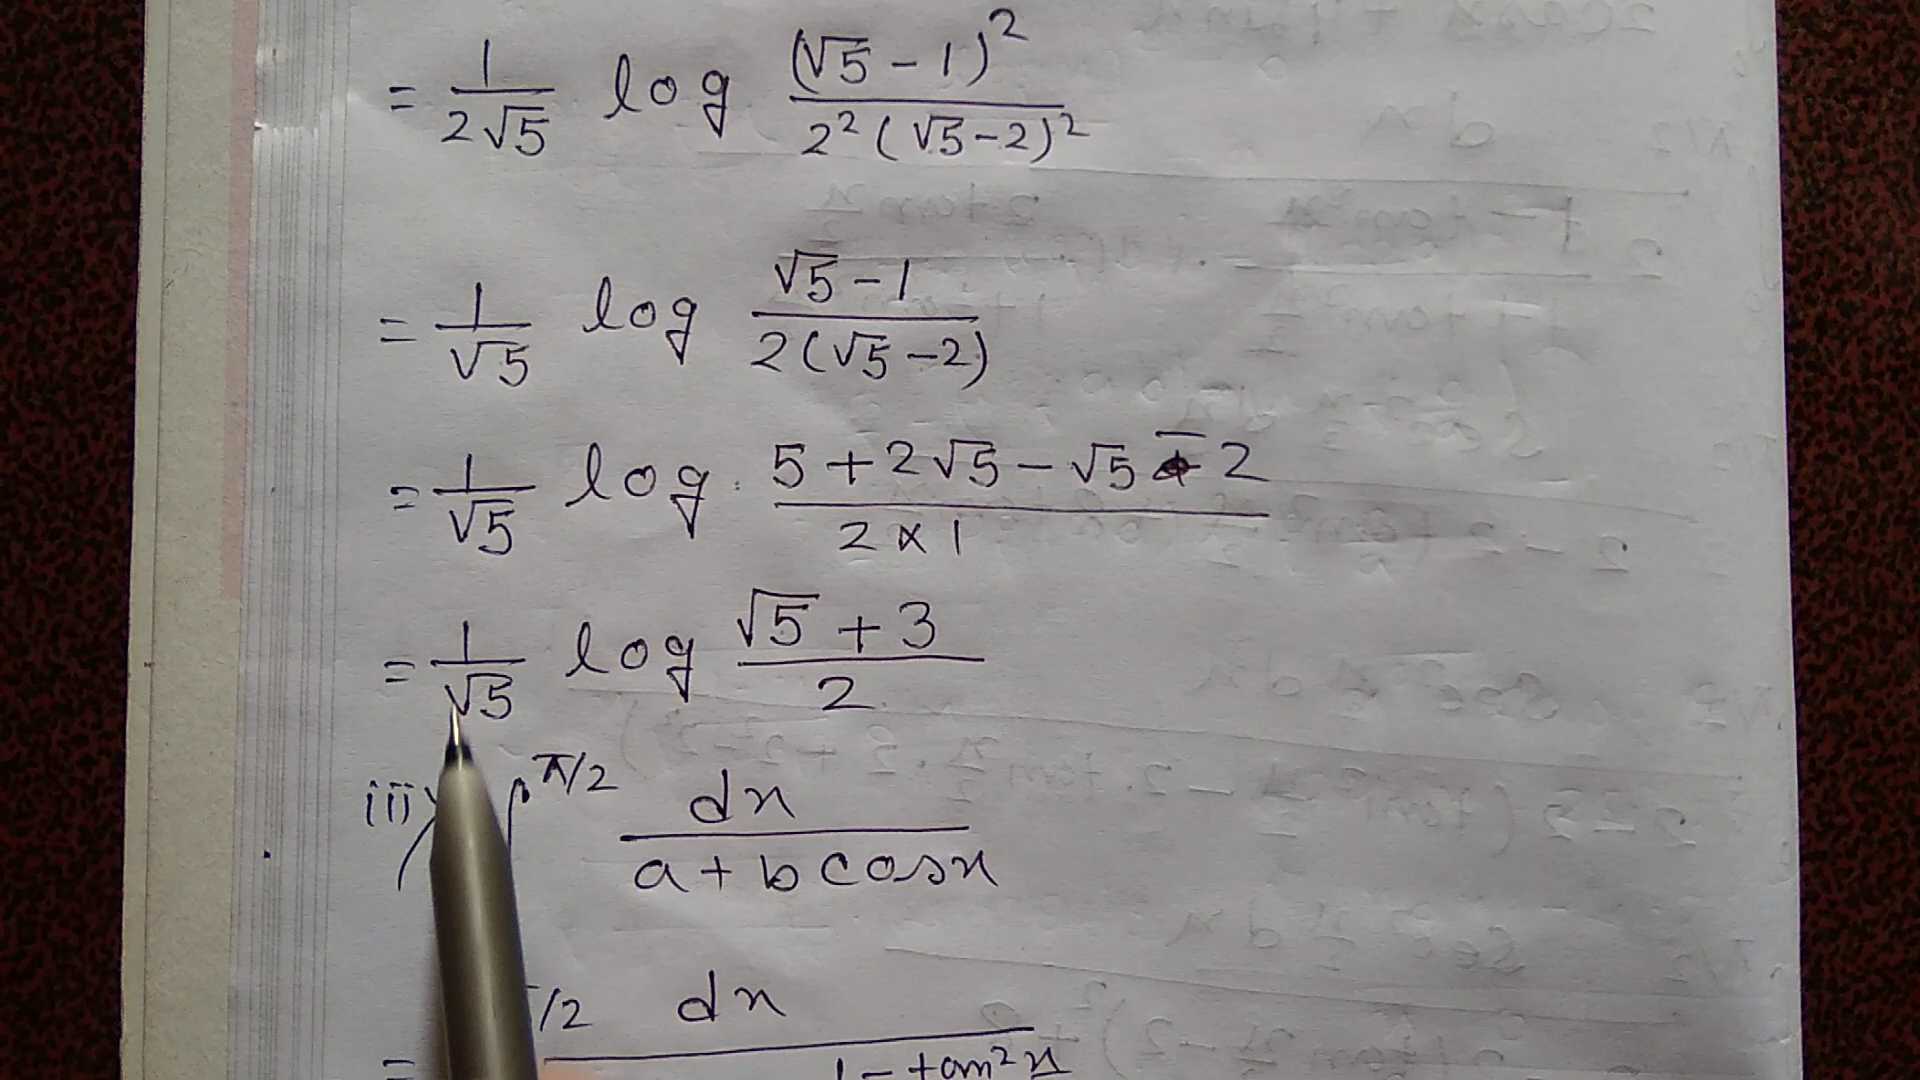 = 1/(2√5) log (√5 - 1)² / 2²(√5-2)²
= 1/√5 log √5-1 / 2(√5-2)
= 1/√5 log 5+2√5-√5-2 / 2×1
= 1/√5 log √5+3 / 2
iii) ∫ π/2 dx / a+b cosx
= /2 dx / 1-tan²x